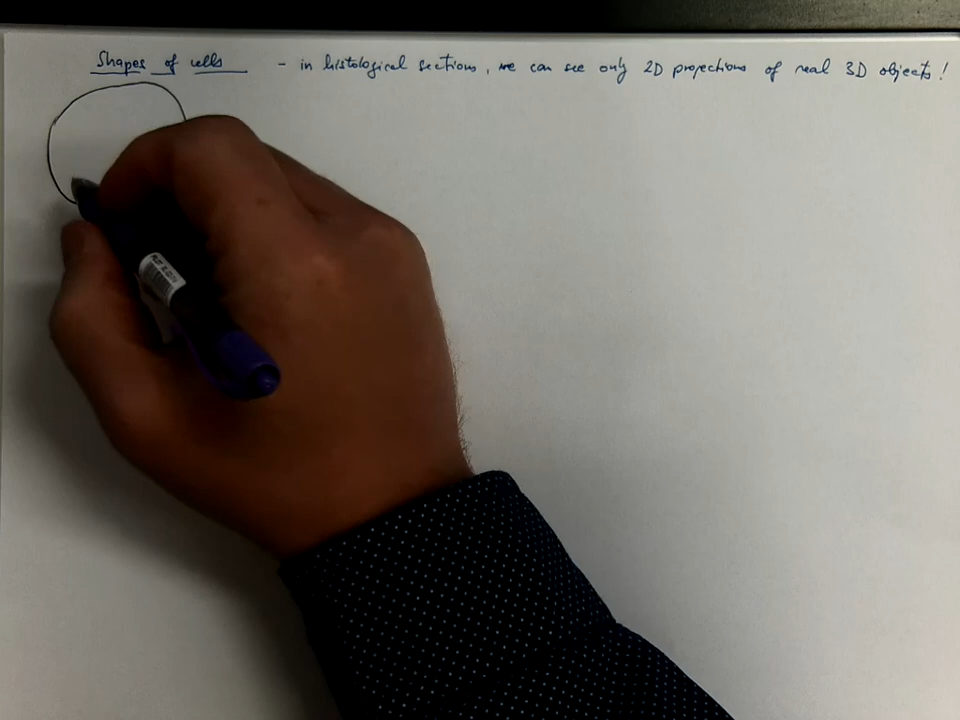 Shapes of cells - in histological sections, we can see only 2D projections of real 3D objects!